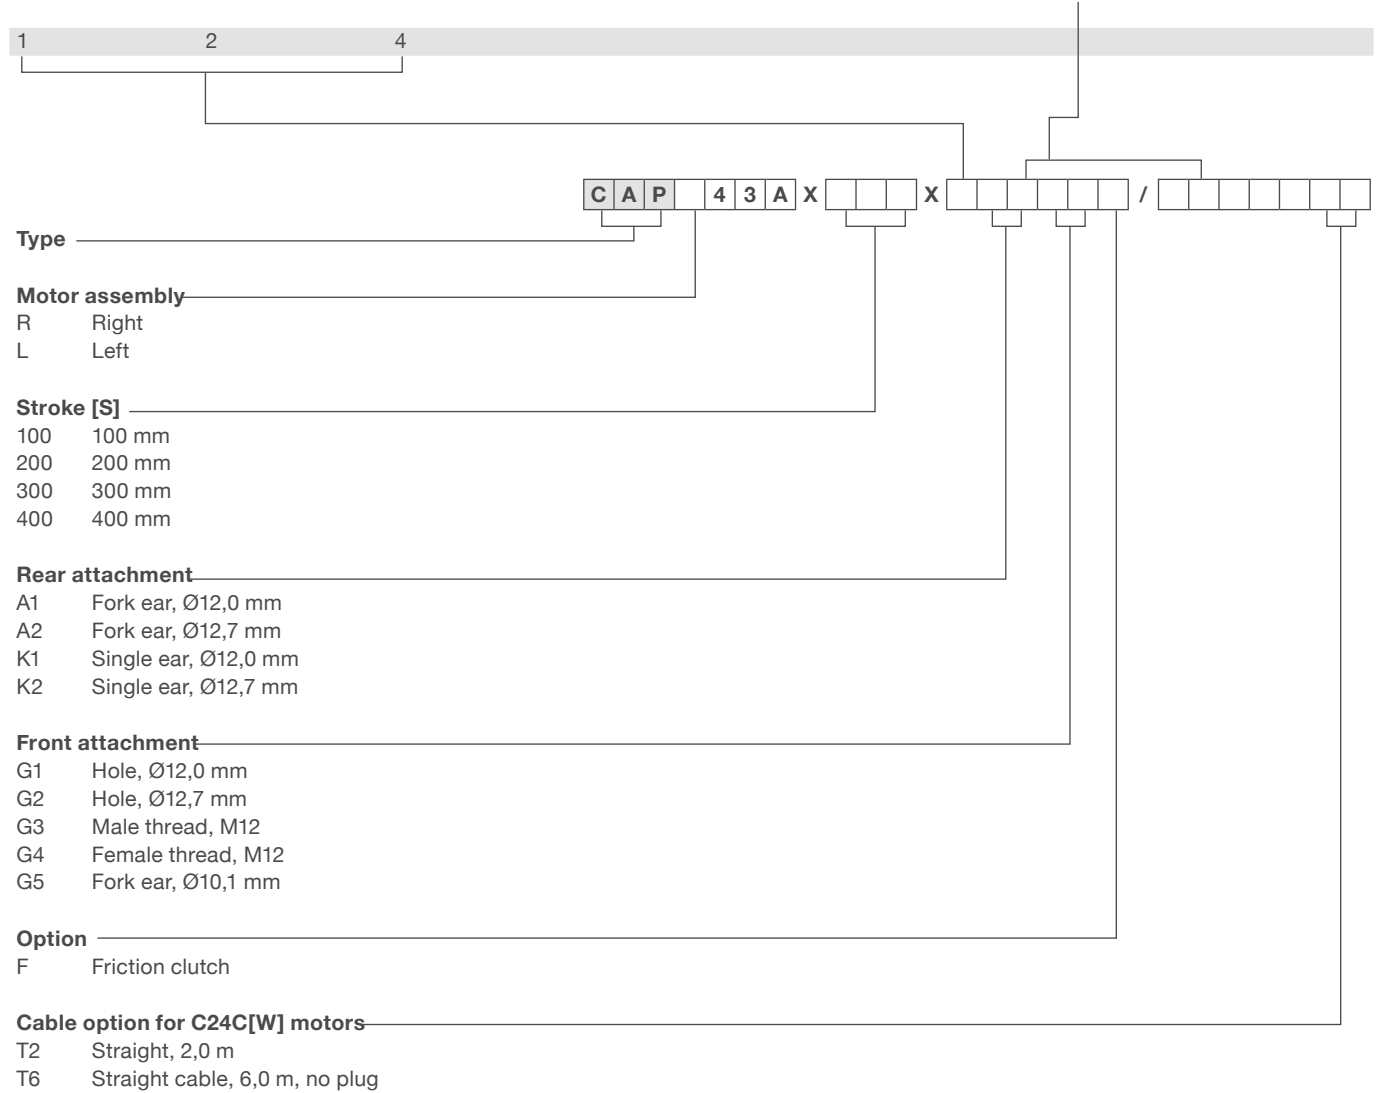 1 2 4
CAP 43A X X /
Type
Motor assembly
R Right
L Left
Stroke [S]
100 100 mm
200 200 mm
300 300 mm
400 400 mm
Rear attachment
A1 Fork ear, Ø12,0 mm
A2 Fork ear, Ø12,7 mm
K1 Single ear, Ø12,0 mm
K2 Single ear, Ø12,7 mm
Front attachment
G1 Hole, Ø12,0 mm
G2 Hole, Ø12,7 mm
G3 Male thread, M12
G4 Female thread, M12
G5 Fork ear, Ø10,1 mm
Option
F Friction clutch
Cable option for C24C[W] motors
T2 Straight, 2,0 m
T6 Straight cable, 6,0 m, no plug